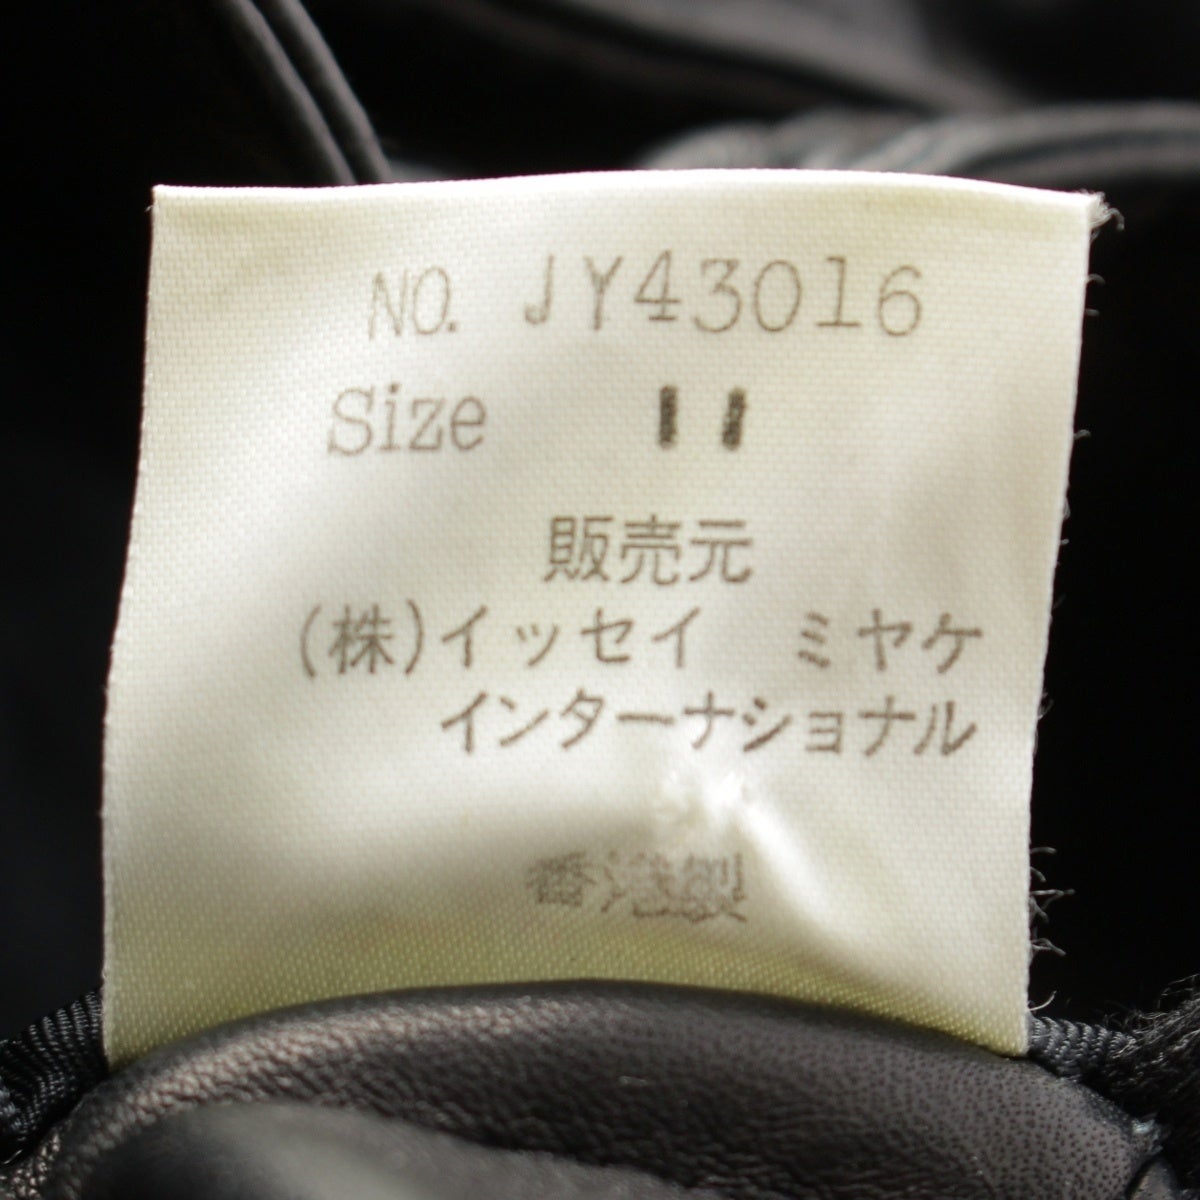 NO. JY43016
Size 11
販売元
(株)イッセイ ミヤケ
インターナショナル
香港製